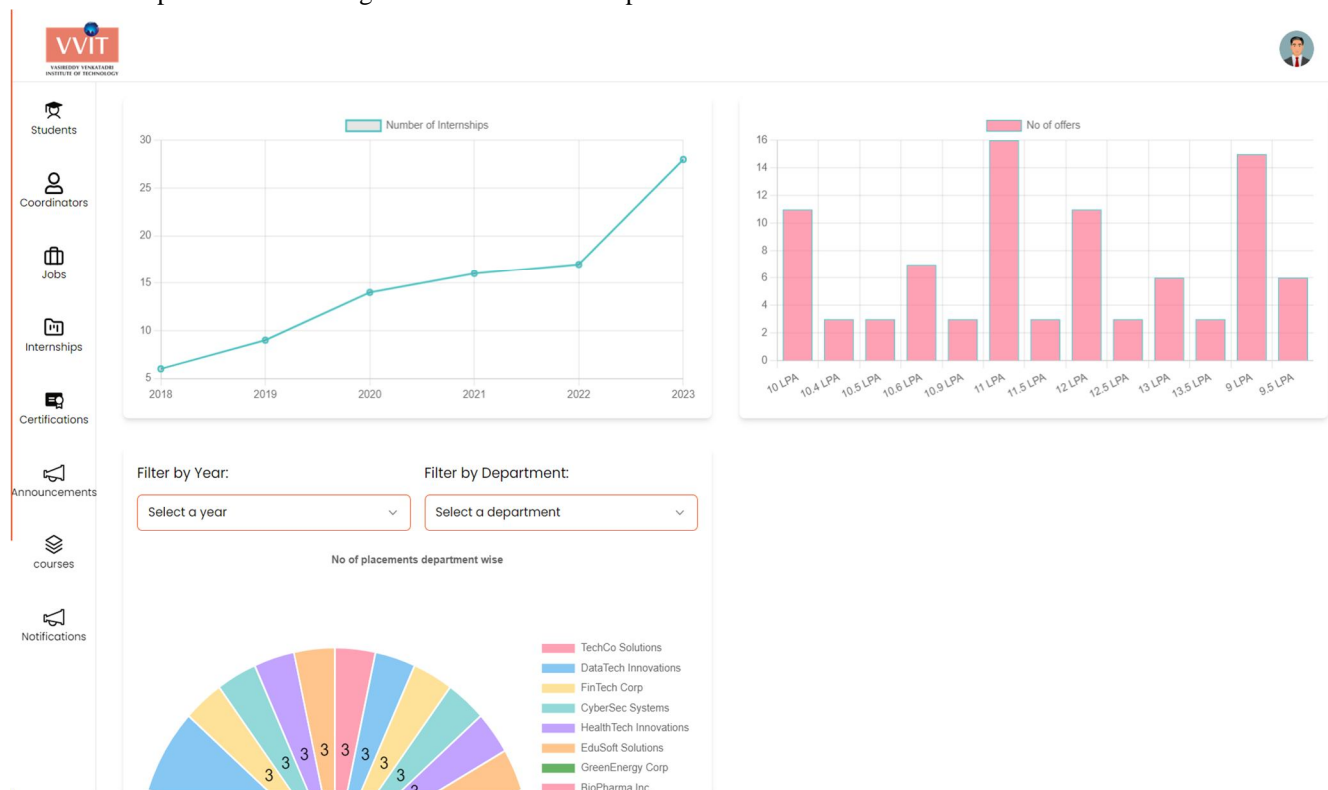 VVIT
VASIREDDY VENKATADRI
INSTITUTE OF TECHNOLOGY
Students
Coordinators
Jobs
Internships
Certifications
Announcements
courses
Notifications
Number of Internships
30
25
20
15
10
5
2018 2019 2020 2021 2022 2023
No of offers
16
14
12
10
8
6
4
2
0
10 LPA 10.4 LPA 10.5 LPA 10.6 LPA 10.9 LPA 11 LPA 11.5 LPA 12 LPA 12.5 LPA 13 LPA 13.5 LPA 9 LPA 9.5 LPA
Filter by Year: Filter by Department:
Select a year Select a department
No of placements department wise
TechCo Solutions
DataTech Innovations
FinTech Corp
CyberSec Systems
HealthTech Innovations
EduSoft Solutions
GreenEnergy Corp
BioPharma Inc
3 3 3 3 3 3 3 3 3